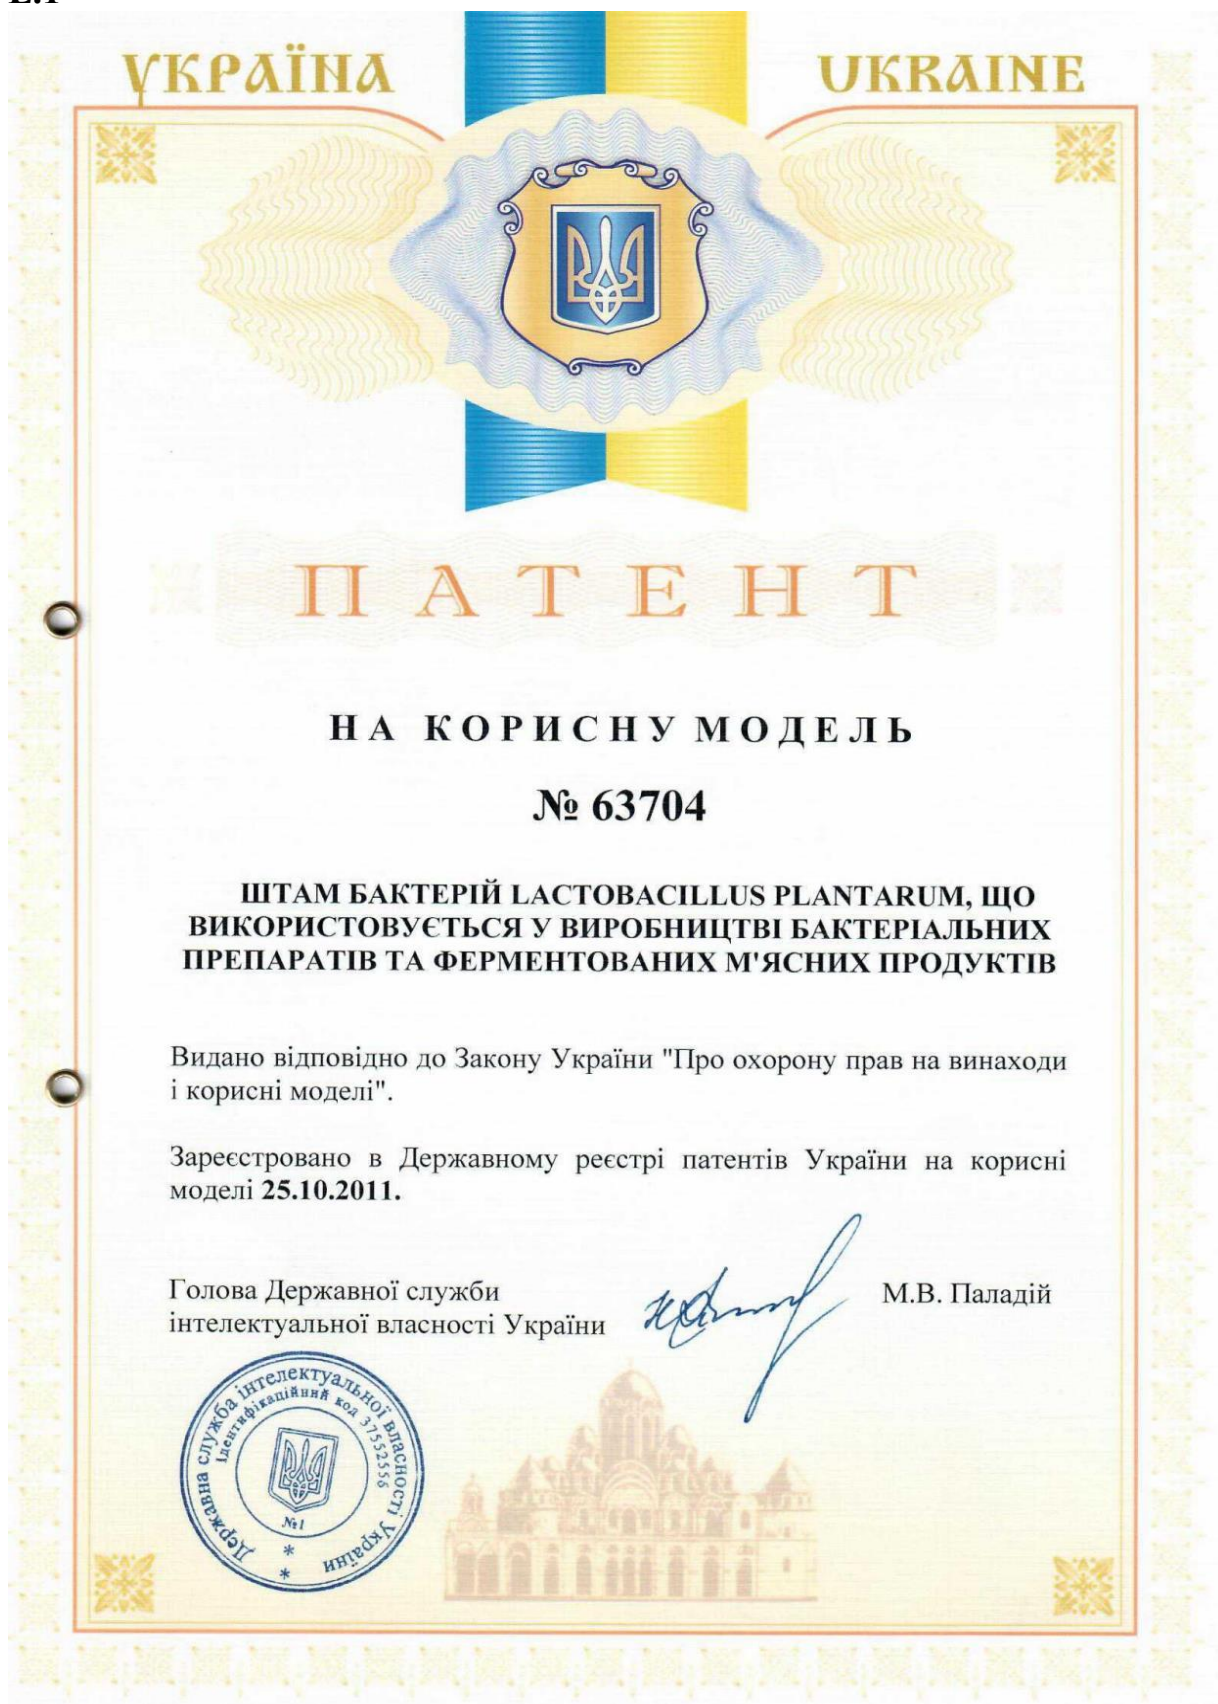 УКРАЇНА
UKRAINE
ПАТЕНТ
НА КОРИСНУ МОДЕЛЬ
№ 63704
ШТАМ БАКТЕРІЙ LACTOBACILLUS PLANTARUM, ЩО
ВИКОРИСТОВУЄТЬСЯ У ВИРОБНИЦТВІ БАКТЕРІАЛЬНИХ
ПРЕПАРАТІВ ТА ФЕРМЕНТОВАНИХ М'ЯСНИХ ПРОДУКТІВ
Видано відповідно до Закону України "Про охорону прав на винаходи
і корисні моделі".
Зареєстровано в Державному реєстрі патентів України на корисні
моделі 25.10.2011.
Голова Державної служби
інтелектуальної власності України
М.В. Паладій
Державна служба інтелектуальної власності України
Ідентифікаційний код 37552556
№1